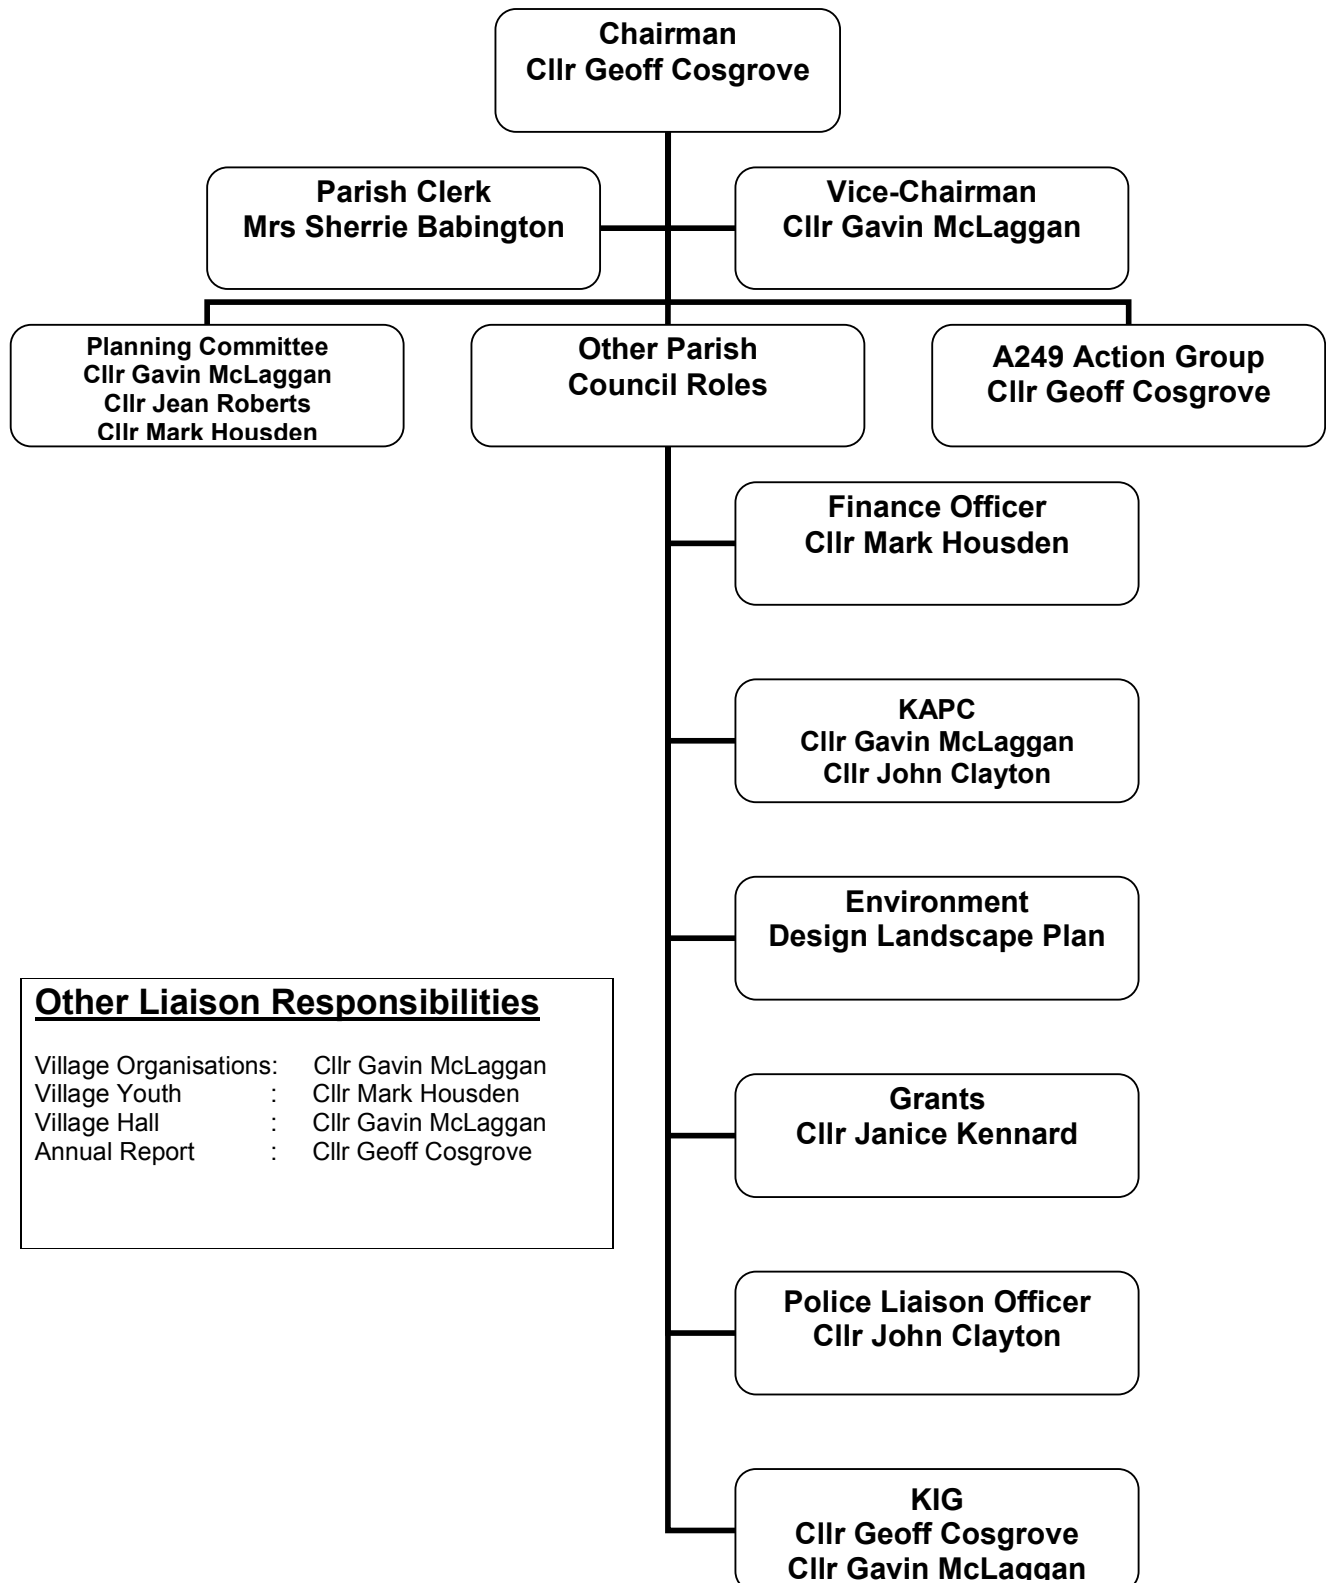 Chairman
Cllr Geoff Cosgrove
Parish Clerk
Mrs Sherrie Babington
Vice-Chairman
Cllr Gavin McLaggan
Planning Committee
Cllr Gavin McLaggan
Cllr Jean Roberts
Cllr Mark Housden
Other Parish
Council Roles
A249 Action Group
Cllr Geoff Cosgrove
Finance Officer
Cllr Mark Housden
KAPC
Cllr Gavin McLaggan
Cllr John Clayton
Environment
Design Landscape Plan
Grants
Cllr Janice Kennard
Police Liaison Officer
Cllr John Clayton
KIG
Cllr Geoff Cosgrove
Cllr Gavin McLaggan
Other Liaison Responsibilities
Village Organisations: Cllr Gavin McLaggan
Village Youth : Cllr Mark Housden
Village Hall : Cllr Gavin McLaggan
Annual Report : Cllr Geoff Cosgrove